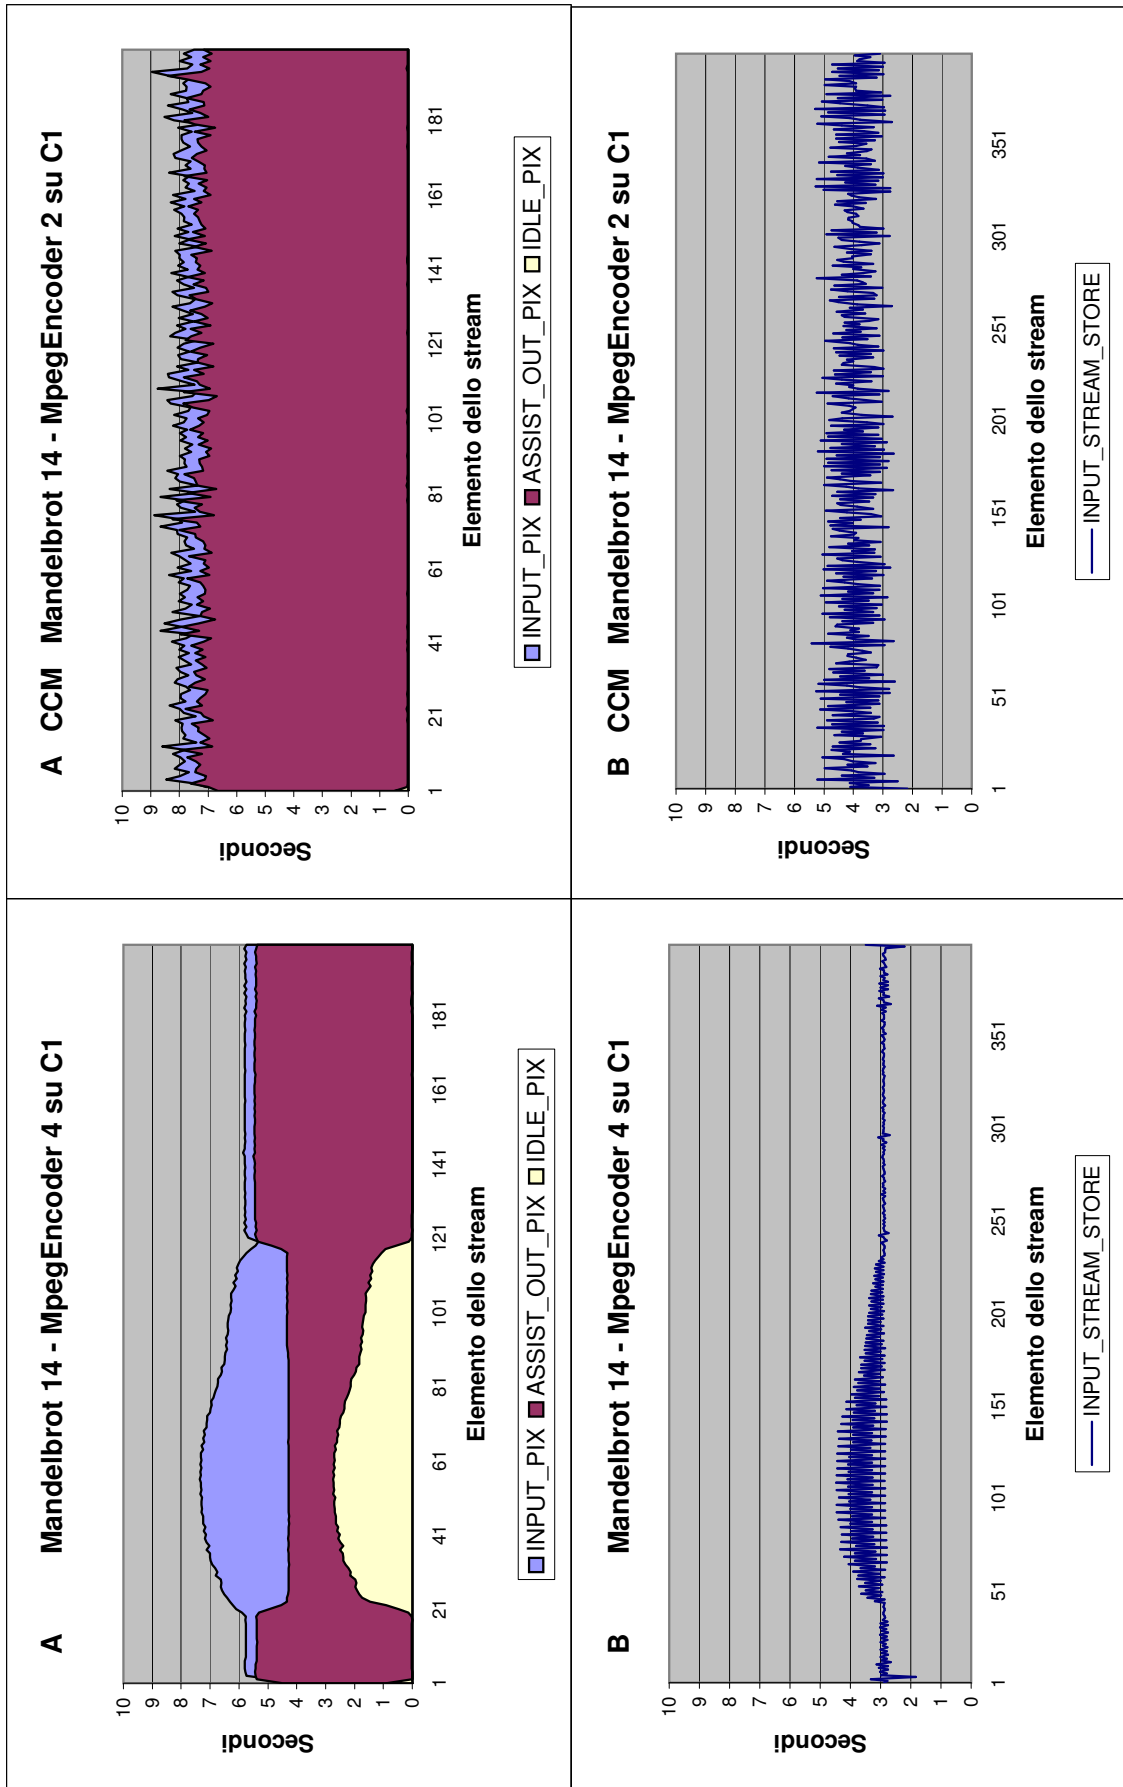 A Mandelbrot 14 - MpegEncoder 4 su C1
10
9
8
7
6
5
4
3
2
1
0
Secondi
1 21 41 61 81 101 121 141 161 181
Elemento dello stream
INPUT_PIX ASSIST_OUT_PIX IDLE_PIX
A CCM Mandelbrot 14 - MpegEncoder 2 su C1
10
9
8
7
6
5
4
3
2
1
0
Secondi
1 21 41 61 81 101 121 141 161 181
Elemento dello stream
INPUT_PIX ASSIST_OUT_PIX IDLE_PIX
B Mandelbrot 14 - MpegEncoder 4 su C1
10
9
8
7
6
5
4
3
2
1
0
Secondi
1 51 101 151 201 251 301 351
Elemento dello stream
INPUT_STREAM_STORE
B CCM Mandelbrot 14 - MpegEncoder 2 su C1
10
9
8
7
6
5
4
3
2
1
0
Secondi
1 51 101 151 201 251 301 351
Elemento dello stream
INPUT_STREAM_STORE